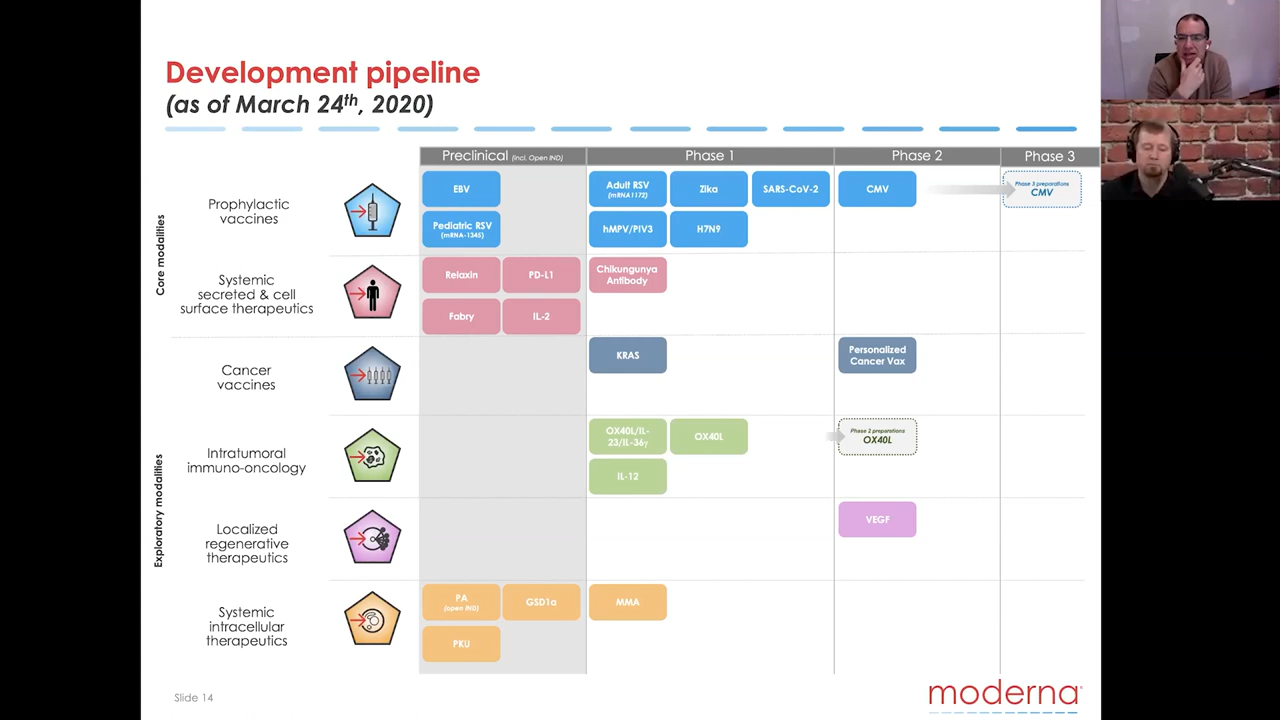 Development pipeline
(as of March 24th, 2020)
Preclinical (incl. Open IND)
Phase 1
Phase 2
Phase 3
Core modalities
Prophylactic
vaccines
EBV
Pediatric RSV
(mRNA-1345)
Adult RSV
(mRNA1172)
Zika
SARS-CoV-2
hMPV/PIV3
H7N9
CMV
Phase 3 preparations
CMV
Systemic
secreted & cell
surface therapeutics
Relaxin
PD-L1
Fabry
IL-2
Chikungunya
Antibody
Exploratory modalities
Cancer
vaccines
KRAS
Personalized
Cancer Vax
Intratumoral
immuno-oncology
OX40L/IL-
23/IL-36γ
OX40L
IL-12
Phase 2 preparations
OX40L
Localized
regenerative
therapeutics
VEGF
Systemic
intracellular
therapeutics
PA
(open IND)
GSD1a
PKU
MMA
Slide 14
moderna